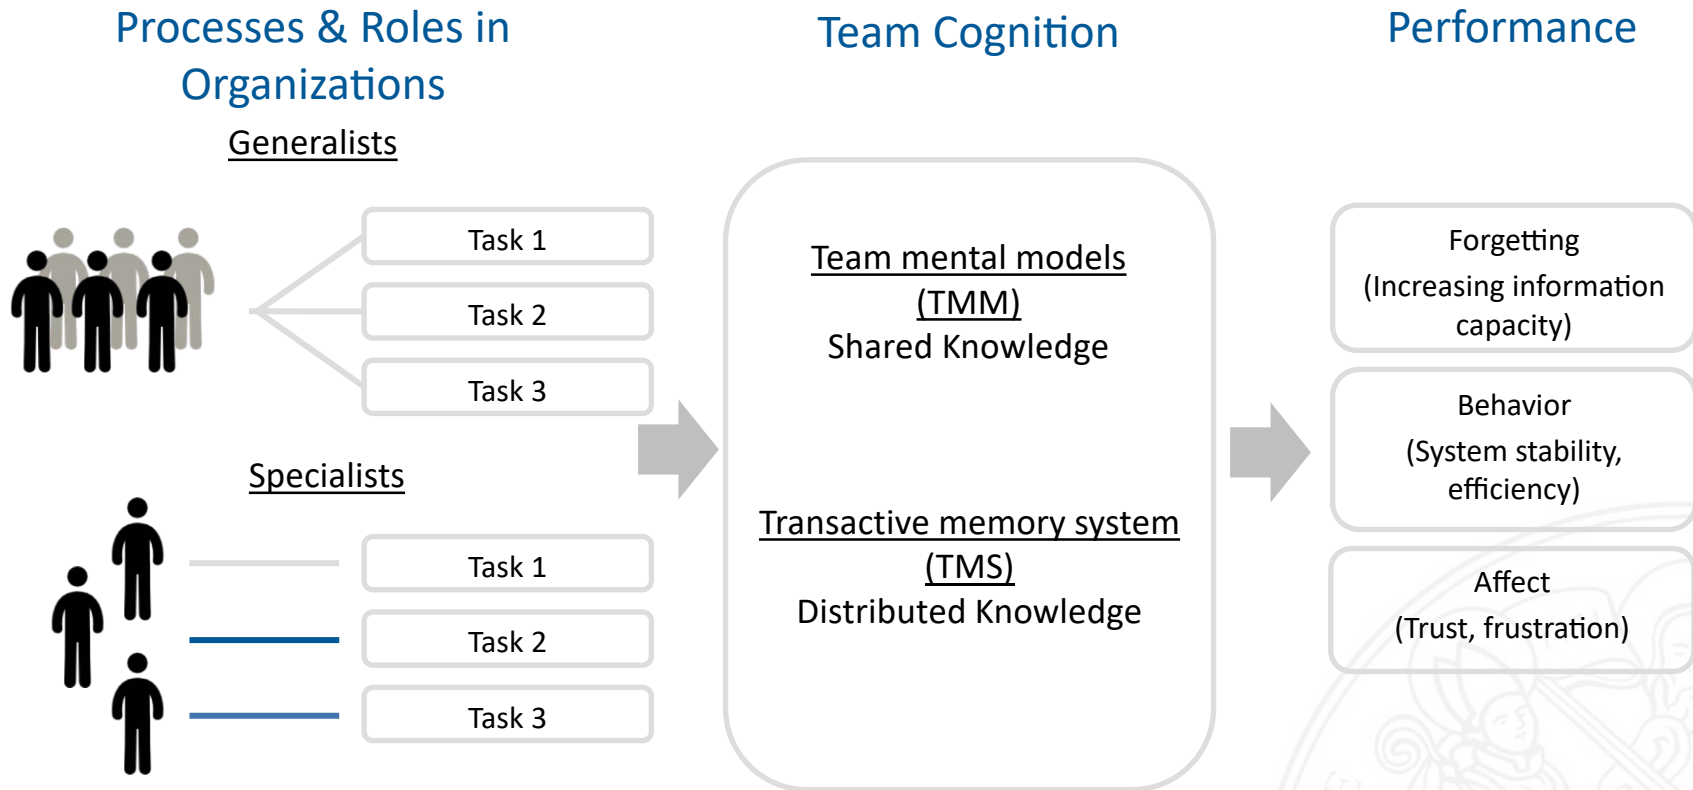 Processes & Roles in
Organizations
Generalists
Task 1
Task 2
Task 3
Specialists
Task 1
Task 2
Task 3
Team Cognition
Team mental models
(TMM)
Shared Knowledge
Transactive memory system
(TMS)
Distributed Knowledge
Performance
Forgetting
(Increasing information
capacity)
Behavior
(System stability,
efficiency)
Affect
(Trust, frustration)